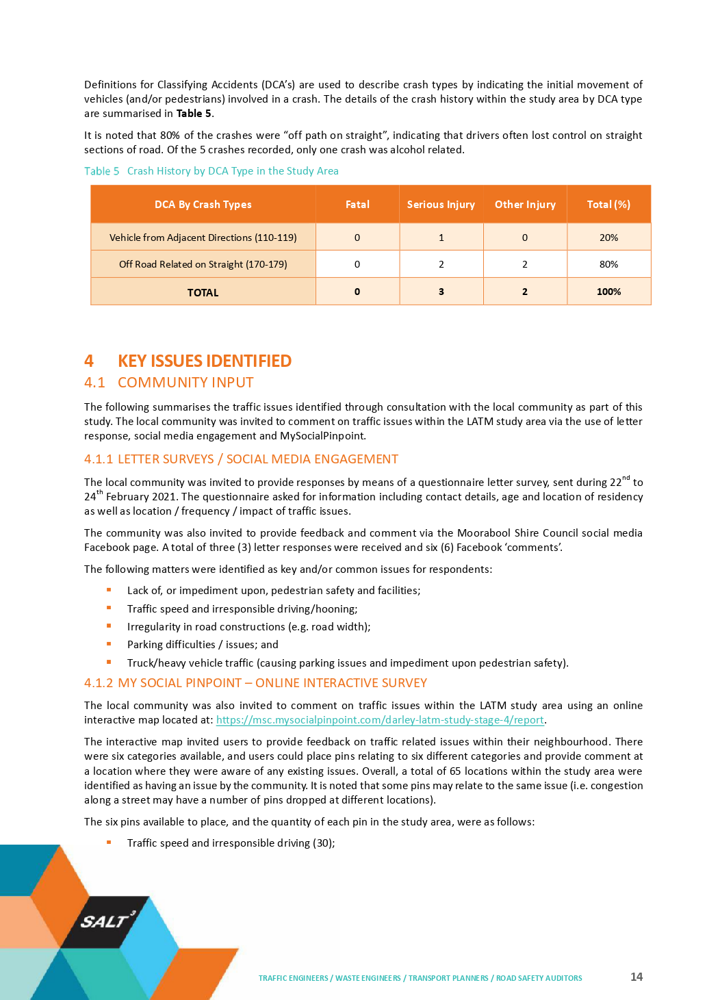 Definitions for Classifying Accidents (DCA’s) are used to describe crash types by indicating the initial movement of
vehicles (and/or pedestrians) involved in a crash. The details of the crash history within the study area by DCA type
are summarised in Table 5.
It is noted that 80% of the crashes were “off path on straight”, indicating that drivers often lost control on straight
sections of road. Of the 5 crashes recorded, only one crash was alcohol related.
Table 5 Crash History by DCA Type in the Study Area
DCA By Crash Types Fatal Serious Injury Other Injury Total (%)
Vehicle from Adjacent Directions (110-119) 0 1 0 20%
Off Road Related on Straight (170-179) 0 2 2 80%
TOTAL 0 3 2 100%
4 KEY ISSUES IDENTIFIED
4.1 COMMUNITY INPUT
The following summarises the traffic issues identified through consultation with the local community as part of this
study. The local community was invited to comment on traffic issues within the LATM study area via the use of letter
response, social media engagement and MySocialPinpoint.
4.1.1 LETTER SURVEYS / SOCIAL MEDIA ENGAGEMENT
The local community was invited to provide responses by means of a questionnaire letter survey, sent during 22nd to
24th February 2021. The questionnaire asked for information including contact details, age and location of residency
as well as location / frequency / impact of traffic issues.
The community was also invited to provide feedback and comment via the Moorabool Shire Council social media
Facebook page. A total of three (3) letter responses were received and six (6) Facebook ‘comments’.
The following matters were identified as key and/or common issues for respondents:
▪ Lack of, or impediment upon, pedestrian safety and facilities;
▪ Traffic speed and irresponsible driving/hooning;
▪ Irregularity in road constructions (e.g. road width);
▪ Parking difficulties / issues; and
▪ Truck/heavy vehicle traffic (causing parking issues and impediment upon pedestrian safety).
4.1.2 MY SOCIAL PINPOINT – ONLINE INTERACTIVE SURVEY
The local community was also invited to comment on traffic issues within the LATM study area using an online
interactive map located at: https://msc.mysocialpinpoint.com/darley-latm-study-stage-4/report.
The interactive map invited users to provide feedback on traffic related issues within their neighbourhood. There
were six categories available, and users could place pins relating to six different categories and provide comment at
a location where they were aware of any existing issues. Overall, a total of 65 locations within the study area were
identified as having an issue by the community. It is noted that some pins may relate to the same issue (i.e. congestion
along a street may have a number of pins dropped at different locations).
The six pins available to place, and the quantity of each pin in the study area, were as follows:
▪ Traffic speed and irresponsible driving (30);
SALT3
TRAFFIC ENGINEERS / WASTE ENGINEERS / TRANSPORT PLANNERS / ROAD SAFETY AUDITORS 14